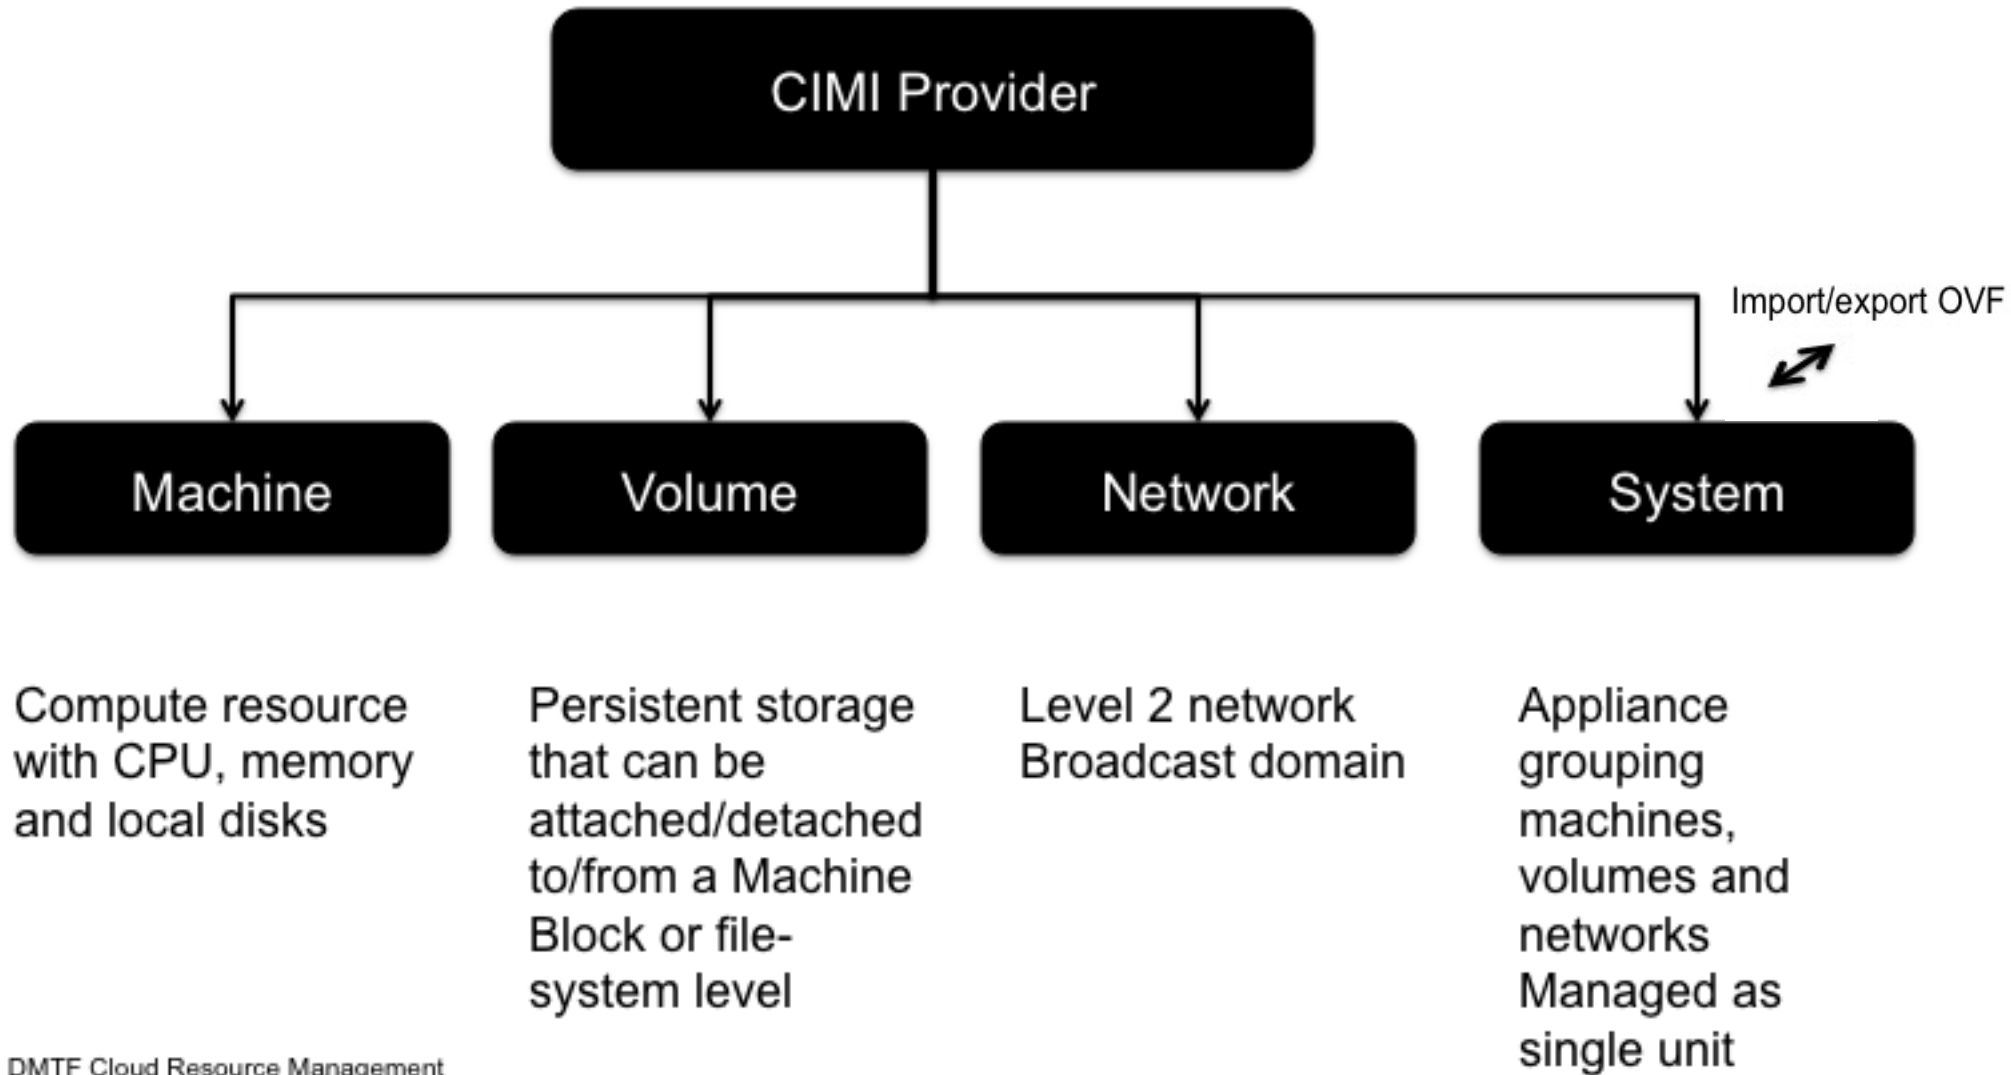 CIMI Provider
Import/export OVF
Machine
Volume
Network
System
Compute resource
with CPU, memory
and local disks
Persistent storage
that can be
attached/detached
to/from a Machine
Block or file-
system level
Level 2 network
Broadcast domain
Appliance
grouping
machines,
volumes and
networks
Managed as
single unit
DMTF Cloud Resource Management